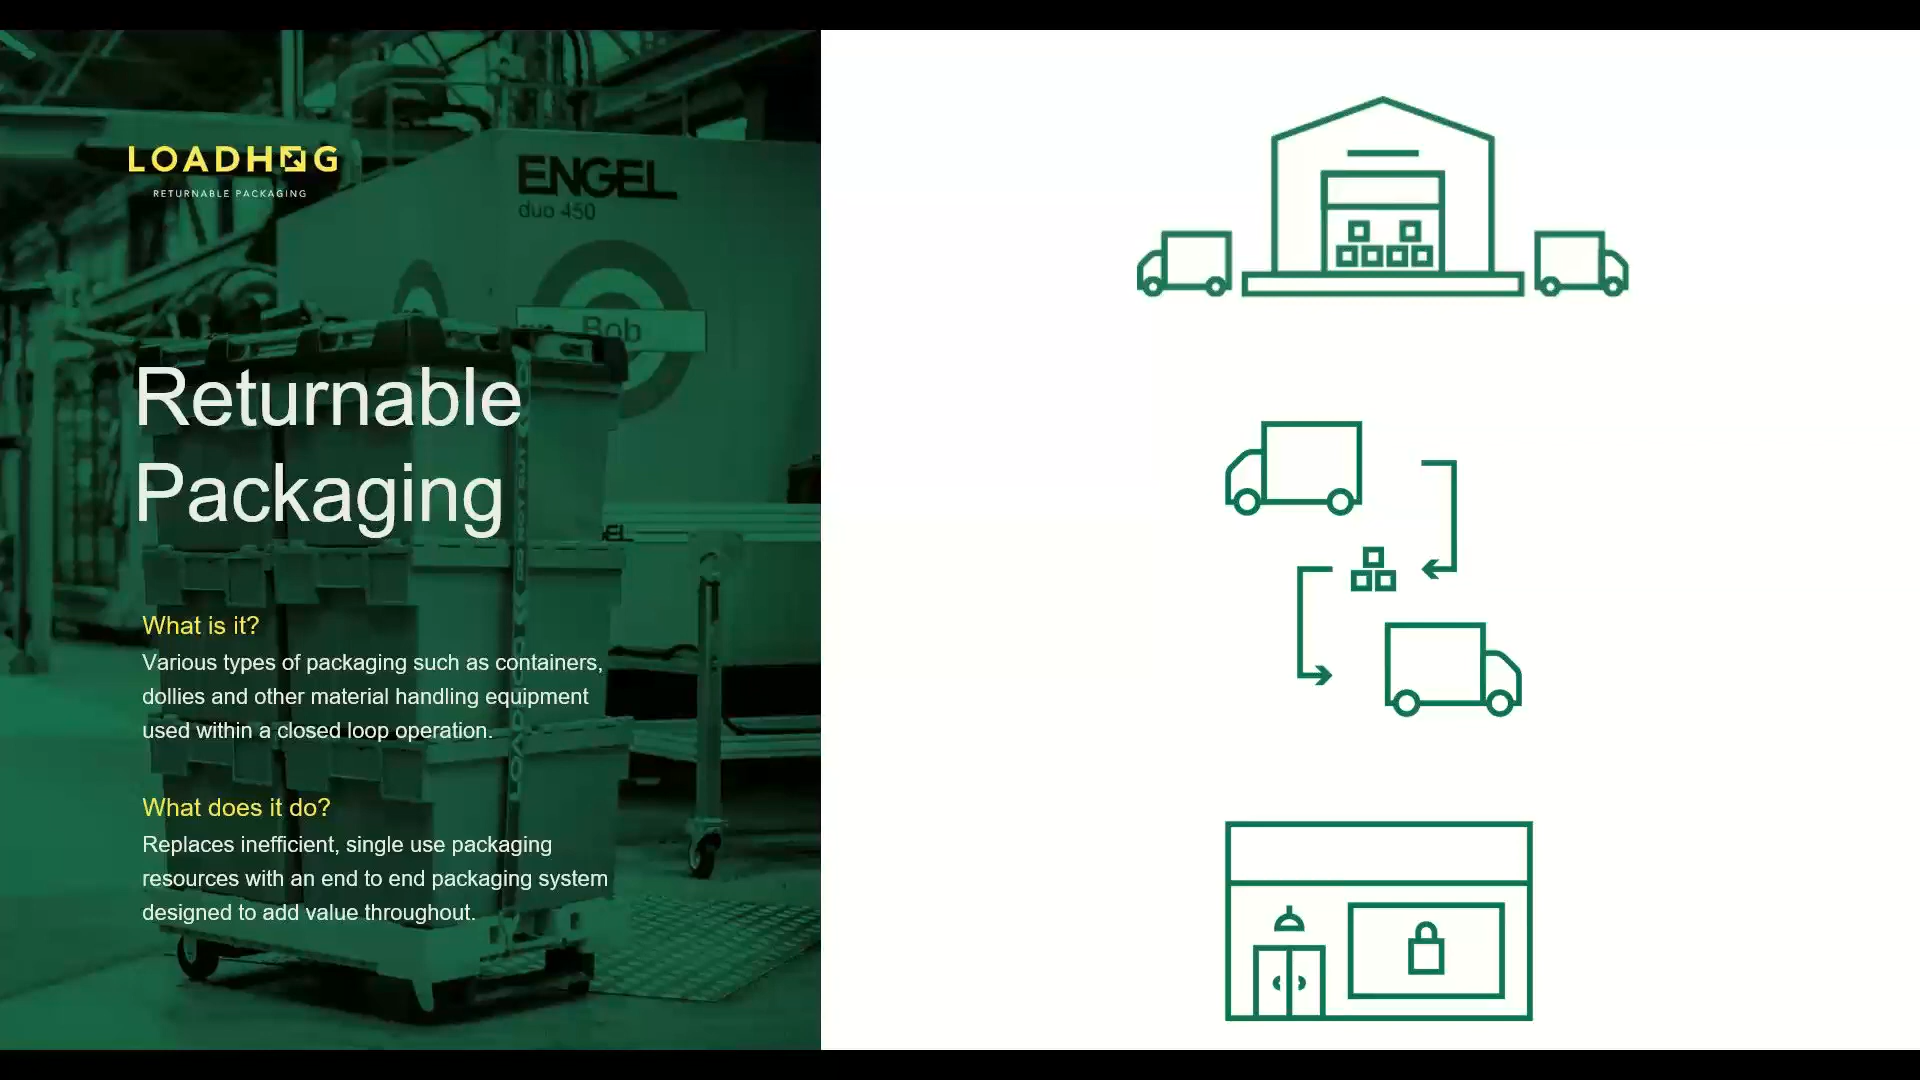 LOADHOG
RETURNABLE PACKAGING
ENGEL
duo 450
Bob
Returnable
Packaging
What is it?
Various types of packaging such as containers,
dollies and other material handling equipment
used within a closed loop operation.
What does it do?
Replaces inefficient, single use packaging
resources with an end to end packaging system
designed to add value throughout.